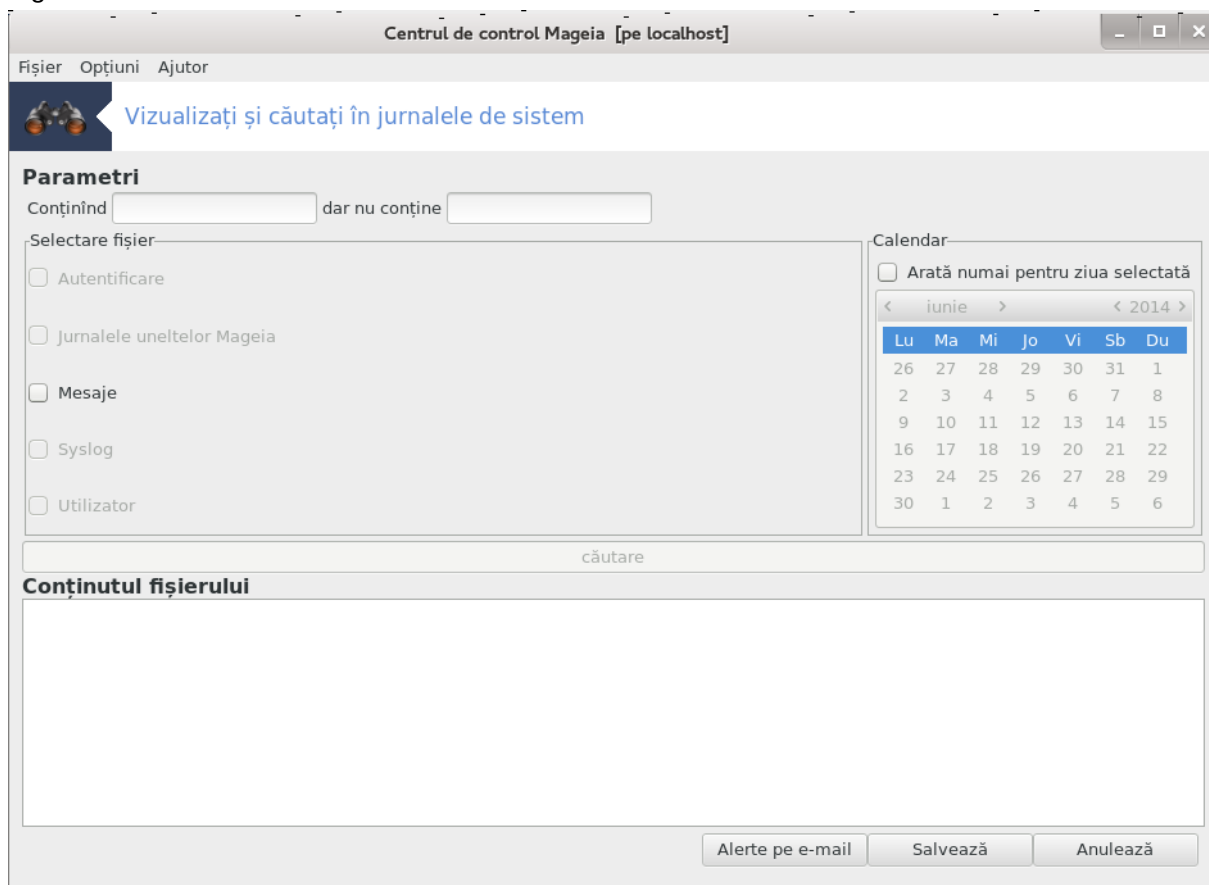 Centrul de control Mageia [pe localhost]
Fișier Opțiuni Ajutor
Vizualizați și căutați în jurnalele de sistem
Parametri
Conținînd dar nu conține
Selectare fișier
Autentificare
Jurnalele uneltelor Mageia
Mesaje
Syslog
Utilizator
Calendar
Arată numai pentru ziua selectată
< iunie > < 2014 >
Lu Ma Mi Jo Vi Sb Du
26 27 28 29 30 31 1
2 3 4 5 6 7 8
9 10 11 12 13 14 15
16 17 18 19 20 21 22
23 24 25 26 27 28 29
30 1 2 3 4 5 6
căutare
Conținutul fișierului
Alerte pe e-mail Salvează Anulează